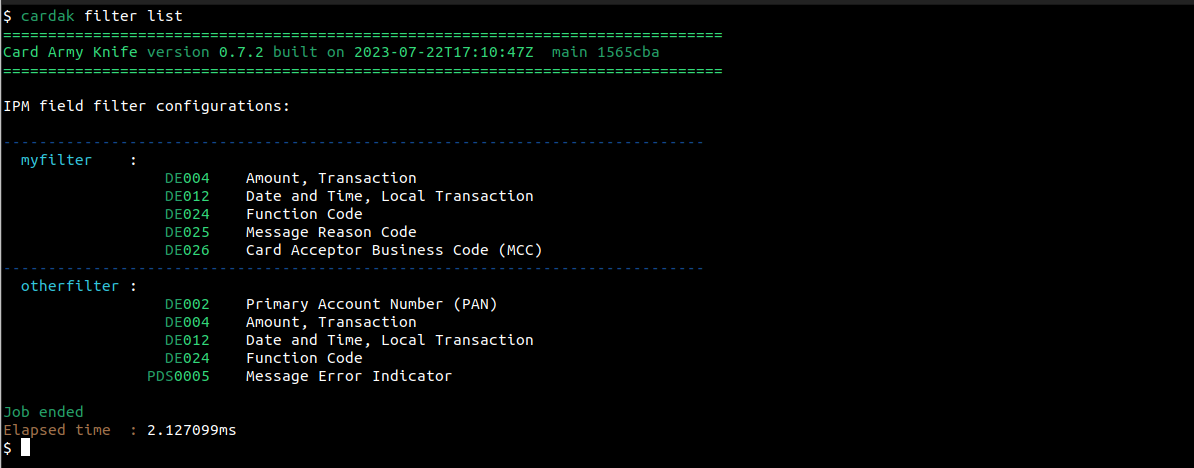 $ cardak filter list
================================================================================
Card Army Knife version 0.7.2 built on 2023-07-22T17:10:47Z  main 1565cba
================================================================================
IPM field filter configurations:
------------------------------------------------------------------------------
myfilter    :
DE004    Amount, Transaction
DE012    Date and Time, Local Transaction
DE024    Function Code
DE025    Message Reason Code
DE026    Card Acceptor Business Code (MCC)
------------------------------------------------------------------------------
otherfilter :
DE002    Primary Account Number (PAN)
DE004    Amount, Transaction
DE012    Date and Time, Local Transaction
DE024    Function Code
PDS0005    Message Error Indicator
Job ended
Elapsed time  : 2.127099ms
$